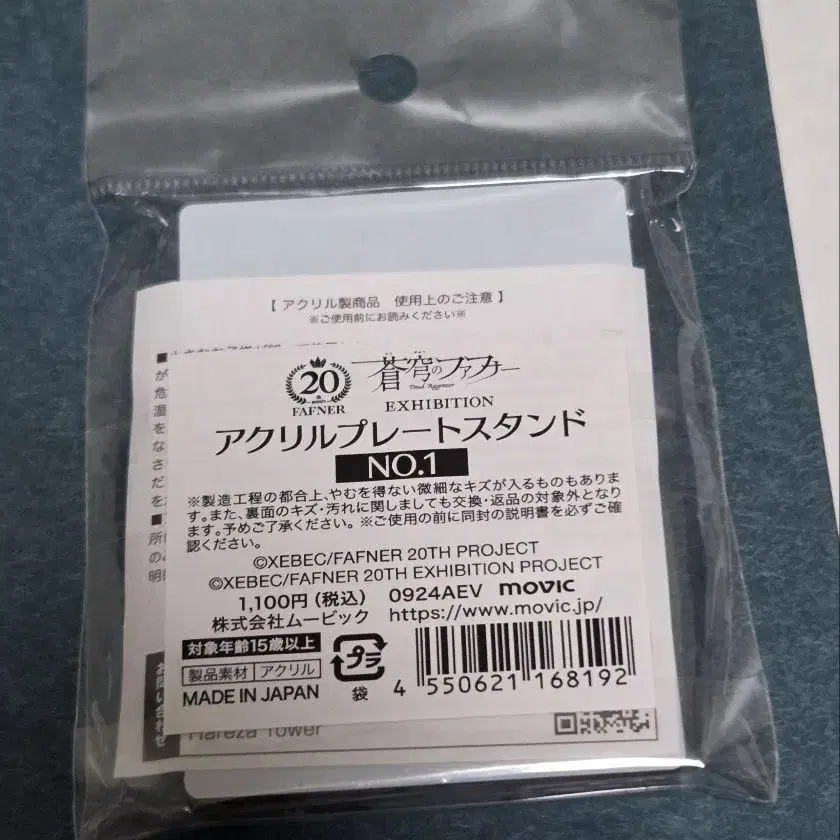 【 アクリル製商品 使用上のご注意 】
※ご使用前にお読みください※
20
th
FAFNER
蒼穹のファフナー
Dead Aggressor
EXHIBITION
アクリルプレートスタンド
NO.1
※製造工程の都合上、やむを得ない微細なキズが入るものもありま
す。また、裏面のキズ・汚れに関しましても交換・返品の対象外となり
ます。予めご了承ください。 ※ご使用の前に同封の説明書を必ずご確
認ください。
©XEBEC/FAFNER 20TH PROJECT
©XEBEC/FAFNER 20TH EXHIBITION PROJECT
1,100円(税込) 0924AEV movic
株式会社ムービック https://www.movic.jp/
対象年齢15歳以上
製品素材 アクリル
MADE IN JAPAN
プラ
袋
4 550621 168192
お問い合わせ
Hareza Tower